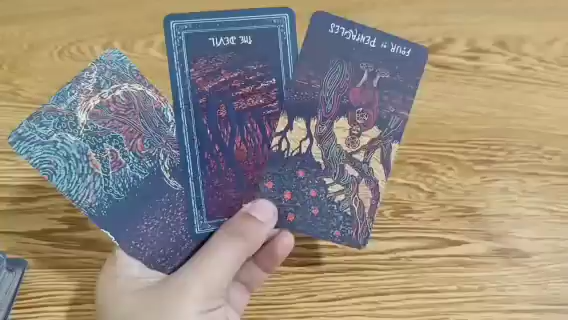 THE DEVIL
FOUR OF PENTACLES